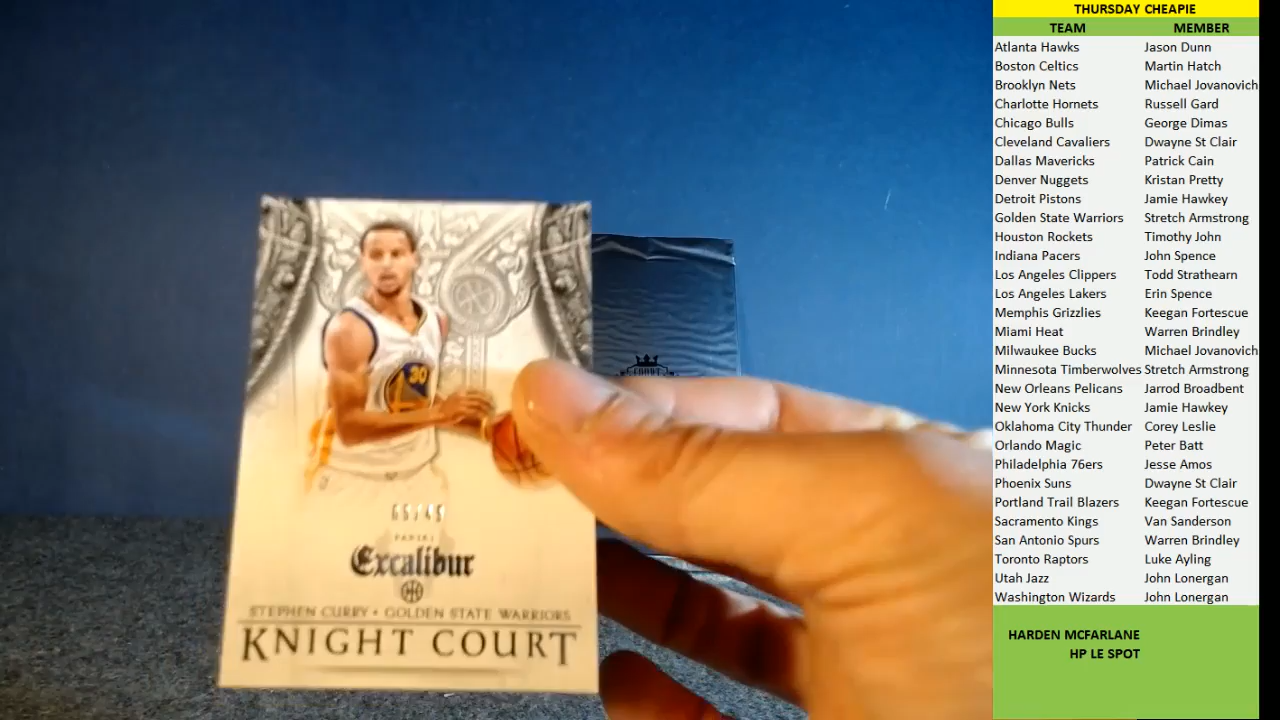 30
PANINI
Excalibur
STEPHEN CURRY • GOLDEN STATE WARRIORS
KNIGHT COURT
COURT
THURSDAY CHEAPIE
TEAM MEMBER
Atlanta Hawks Jason Dunn
Boston Celtics Martin Hatch
Brooklyn Nets Michael Jovanovich
Charlotte Hornets Russell Gard
Chicago Bulls George Dimas
Cleveland Cavaliers Dwayne St Clair
Dallas Mavericks Patrick Cain
Denver Nuggets Kristan Pretty
Detroit Pistons Jamie Hawkey
Golden State Warriors Stretch Armstrong
Houston Rockets Timothy John
Indiana Pacers John Spence
Los Angeles Clippers Todd Strathearn
Los Angeles Lakers Erin Spence
Memphis Grizzlies Keegan Fortescue
Miami Heat Warren Brindley
Milwaukee Bucks Michael Jovanovich
Minnesota Timberwolves Stretch Armstrong
New Orleans Pelicans Jarrod Broadbent
New York Knicks Jamie Hawkey
Oklahoma City Thunder Corey Leslie
Orlando Magic Peter Batt
Philadelphia 76ers Jesse Amos
Phoenix Suns Dwayne St Clair
Portland Trail Blazers Keegan Fortescue
Sacramento Kings Van Sanderson
San Antonio Spurs Warren Brindley
Toronto Raptors Luke Ayling
Utah Jazz John Lonergan
Washington Wizards John Lonergan
HARDEN MCFARLANE
HP LE SPOT